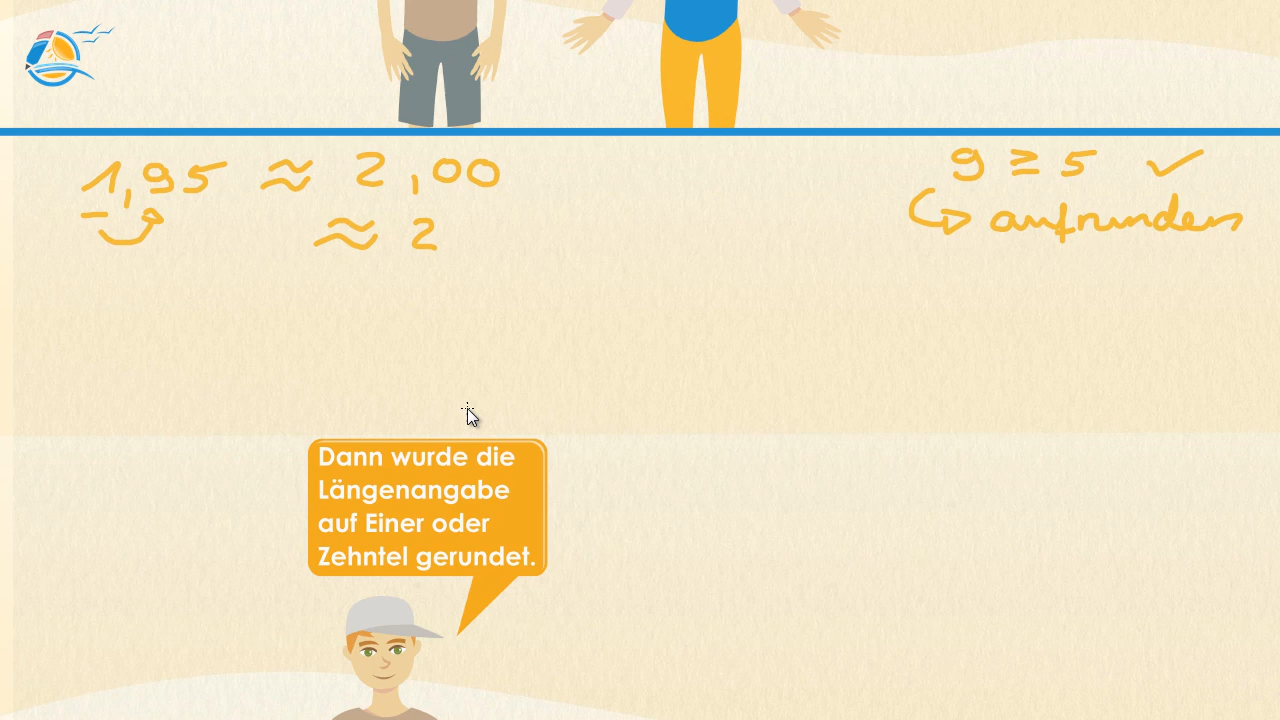 1,95 ≈ 2,00
≈ 2
9 ≥ 5 ✓
↪ aufrunden
Dann wurde die
Längenangabe
auf Einer oder
Zehntel gerundet.